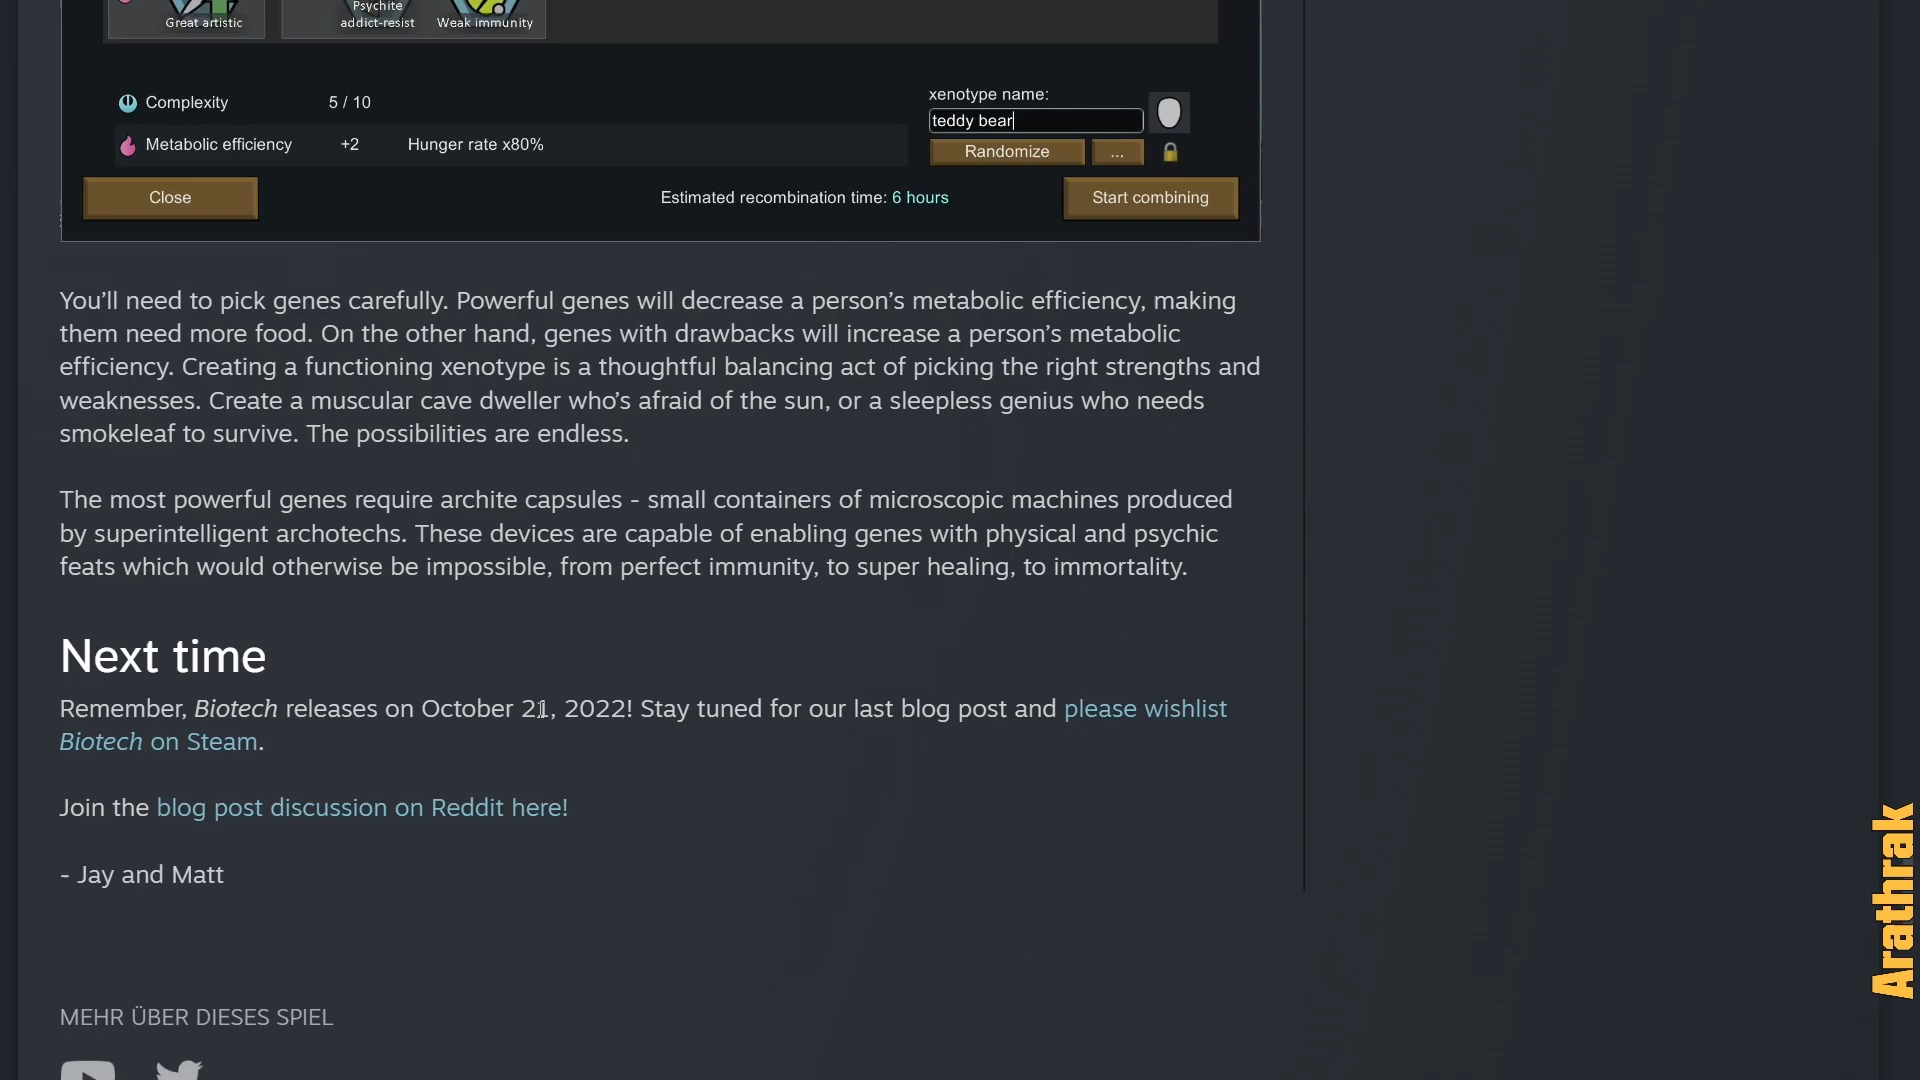 Psychite
Great artistic
addict-resist
Weak immunity
Complexity 5 / 10
xenotype name:
teddy bear
Metabolic efficiency +2 Hunger rate x80%
Randomize ...
Close
Estimated recombination time: 6 hours
Start combining
You’ll need to pick genes carefully. Powerful genes will decrease a person’s metabolic efficiency, making
them need more food. On the other hand, genes with drawbacks will increase a person’s metabolic
efficiency. Creating a functioning xenotype is a thoughtful balancing act of picking the right strengths and
weaknesses. Create a muscular cave dweller who’s afraid of the sun, or a sleepless genius who needs
smokeleaf to survive. The possibilities are endless.
The most powerful genes require archite capsules - small containers of microscopic machines produced
by superintelligent archotechs. These devices are capable of enabling genes with physical and psychic
feats which would otherwise be impossible, from perfect immunity, to super healing, to immortality.
Next time
Remember, Biotech releases on October 21, 2022! Stay tuned for our last blog post and please wishlist
Biotech on Steam.
Join the blog post discussion on Reddit here!
- Jay and Matt
MEHR ÜBER DIESES SPIEL
Arathrak